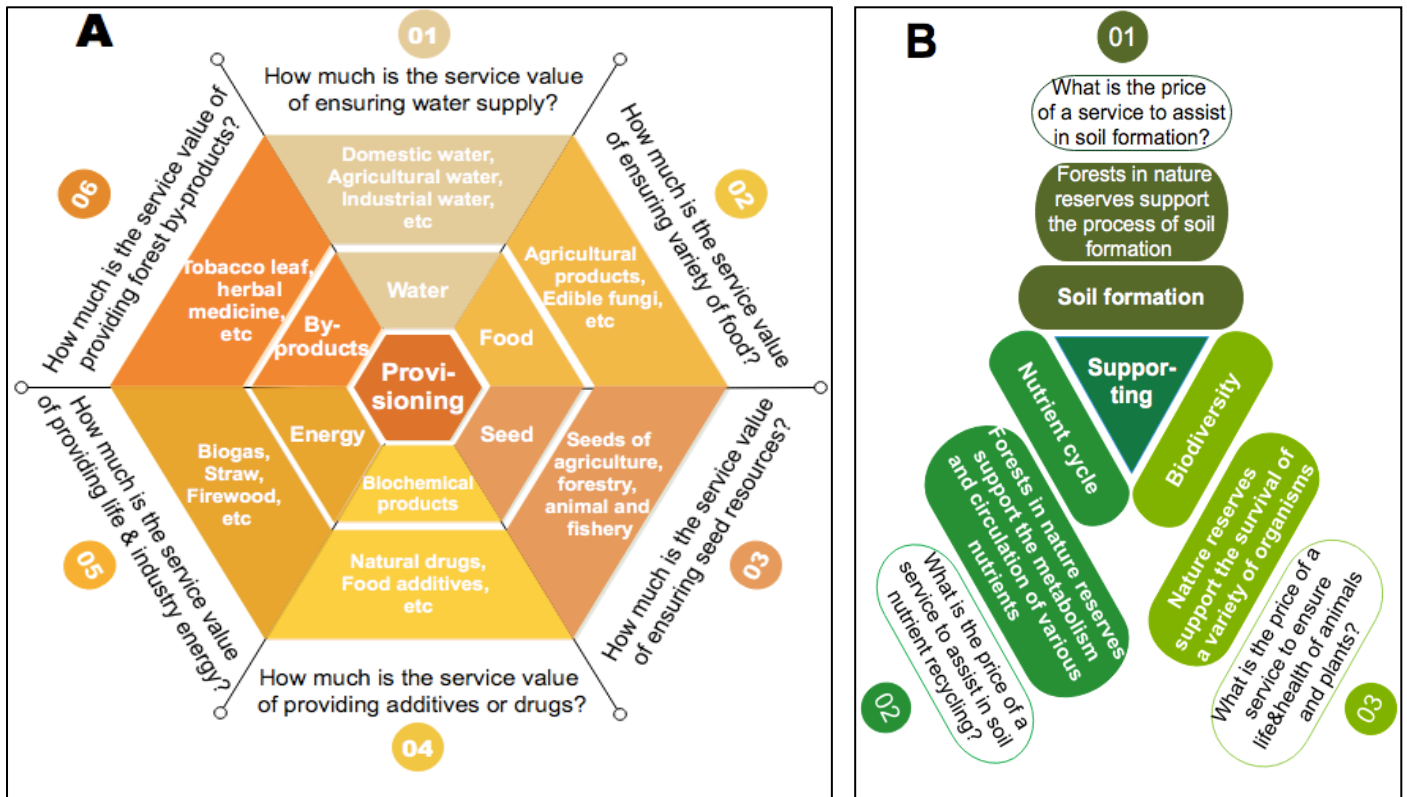 A
01
How much is the service value
of ensuring water supply?
Domestic water,
Agricultural water,
Industrial water,
etc
Water
02
How much is the service value
of ensuring variety of food?
Agricultural
products,
Edible fungi,
etc
Food
03
How much is the service value
of ensuring seed resources?
Seeds of
agriculture,
forestry,
animal and
fishery
Seed
04
How much is the service value
of providing additives or drugs?
Natural drugs,
Food additives,
etc
Biochemical
products
05
How much is the service value
of providing life & industry energy?
Biogas,
Straw,
Firewood,
etc
Energy
06
How much is the service value of
providing forest by-products?
Tobacco leaf,
herbal
medicine,
etc
By-
products
Provi-
sioning
B
01
What is the price
of a service to assist
in soil formation?
Forests in nature
reserves support
the process of soil
formation
Soil formation
Suppor-
ting
Nutrient cycle
Forests in nature reserves
support the metabolism
and circulation of various
nutrients
What is the price of a
service to assist in soil
nutrient recycling?
02
Biodiversity
Nature reserves
support the survival of
a variety of organisms
What is the price of a
service to ensure
life&health of animals
and plants?
03